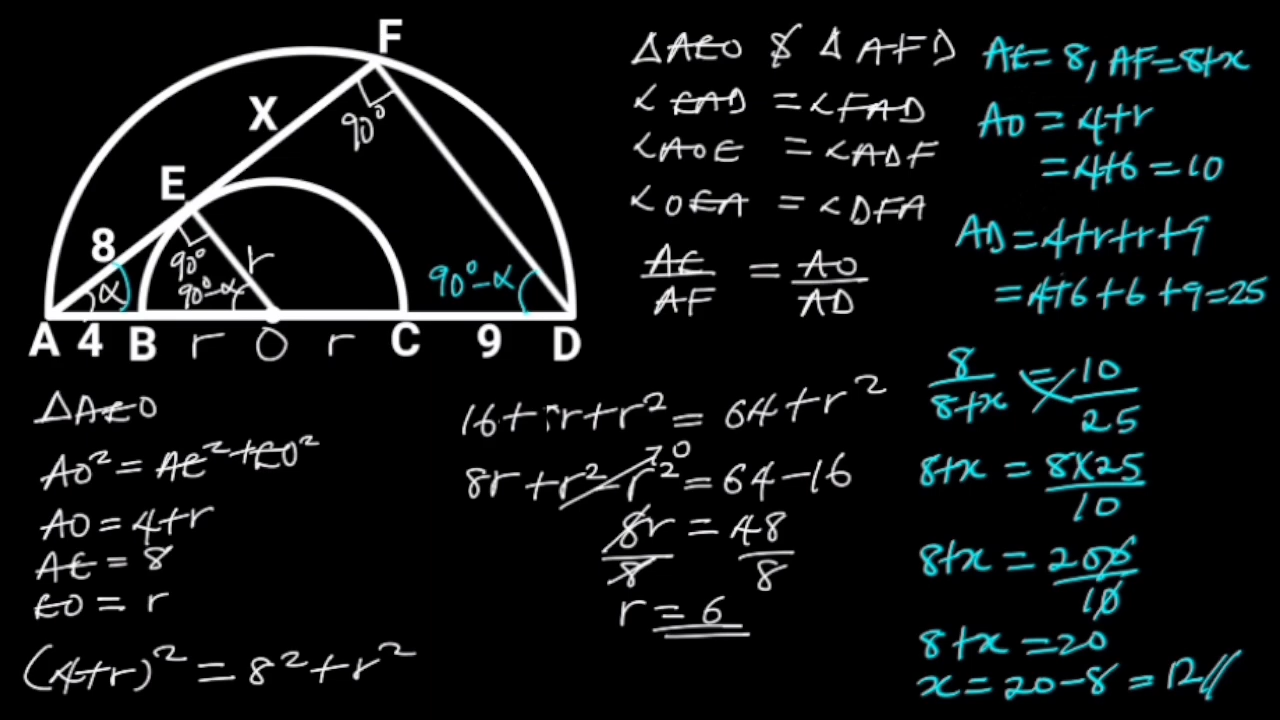 F
X
90°
E
8
90°
r
α
90°-α
90°-α
A 4 B r O r C 9 D
△AEO
AO² = AE² + EO²
AO = 4+r
AE = 8
EO = r
(4+r)² = 8² + r²
△AEO & △AFD
∠EAD = ∠FAD
∠AOE = ∠ADF
∠OEA = ∠DFA
AE/AF = AO/AD
16 + r + r² = 64 + r²
8r + r² - r² = 64 - 16
0
8r/8 = 48/8
r = 6
AE = 8, AF = 8+x
AO = 4+r
= 4+6 = 10
AD = 4+r+r+9
= 4+6+6+9 = 25
8/8+x = 10/25
8+x = 8×25/10
8+x = 200/10
8+x = 20
x = 20-8 = 12//